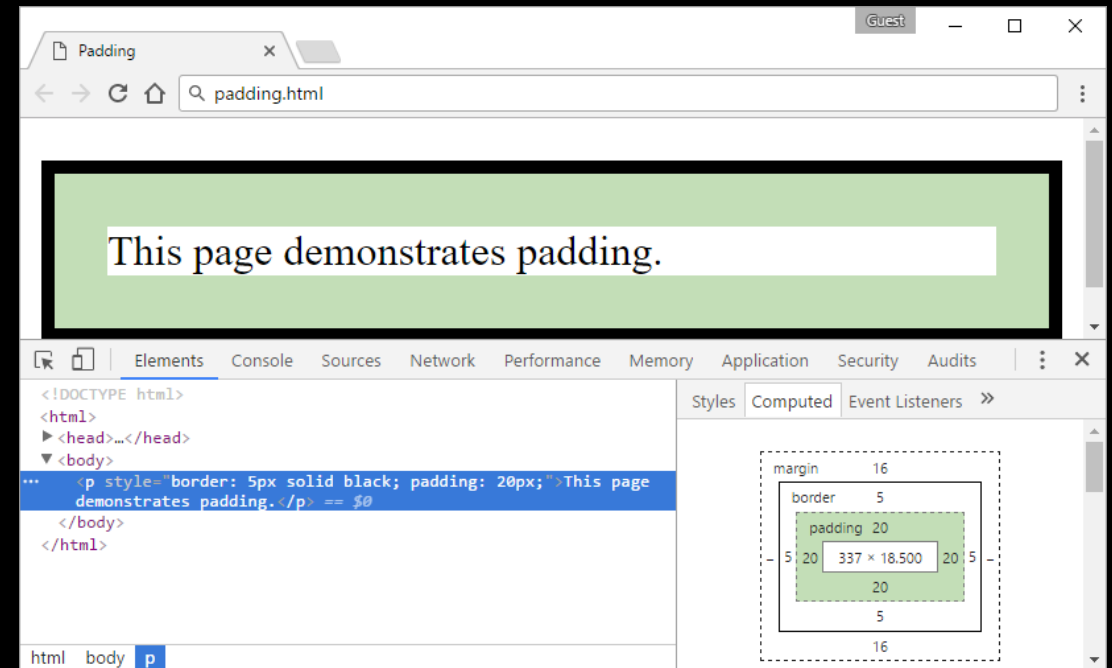 Guest
Padding
padding.html
This page demonstrates padding.
Elements Console Sources Network Performance Memory Application Security Audits
<!DOCTYPE html>
<html>
<head>…</head>
<body>
<p style="border: 5px solid black; padding: 20px;">This page
demonstrates padding.</p> == $0
</body>
</html>
html body p
Styles Computed Event Listeners »
margin 16
border 5
padding 20
– 5 20 337 × 18.500 20 5 –
20
5
16